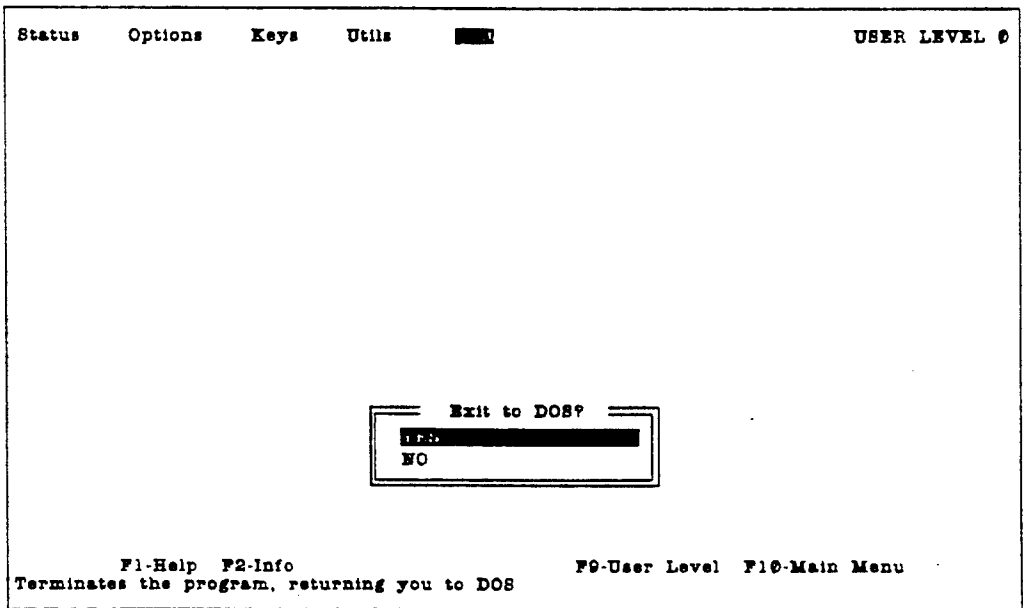 Status Options Keys Utils USER LEVEL 0
Exit to DOS?
YES
NO
F1-Help F2-Info F9-User Level F10-Main Menu
Terminates the program, returning you to DOS